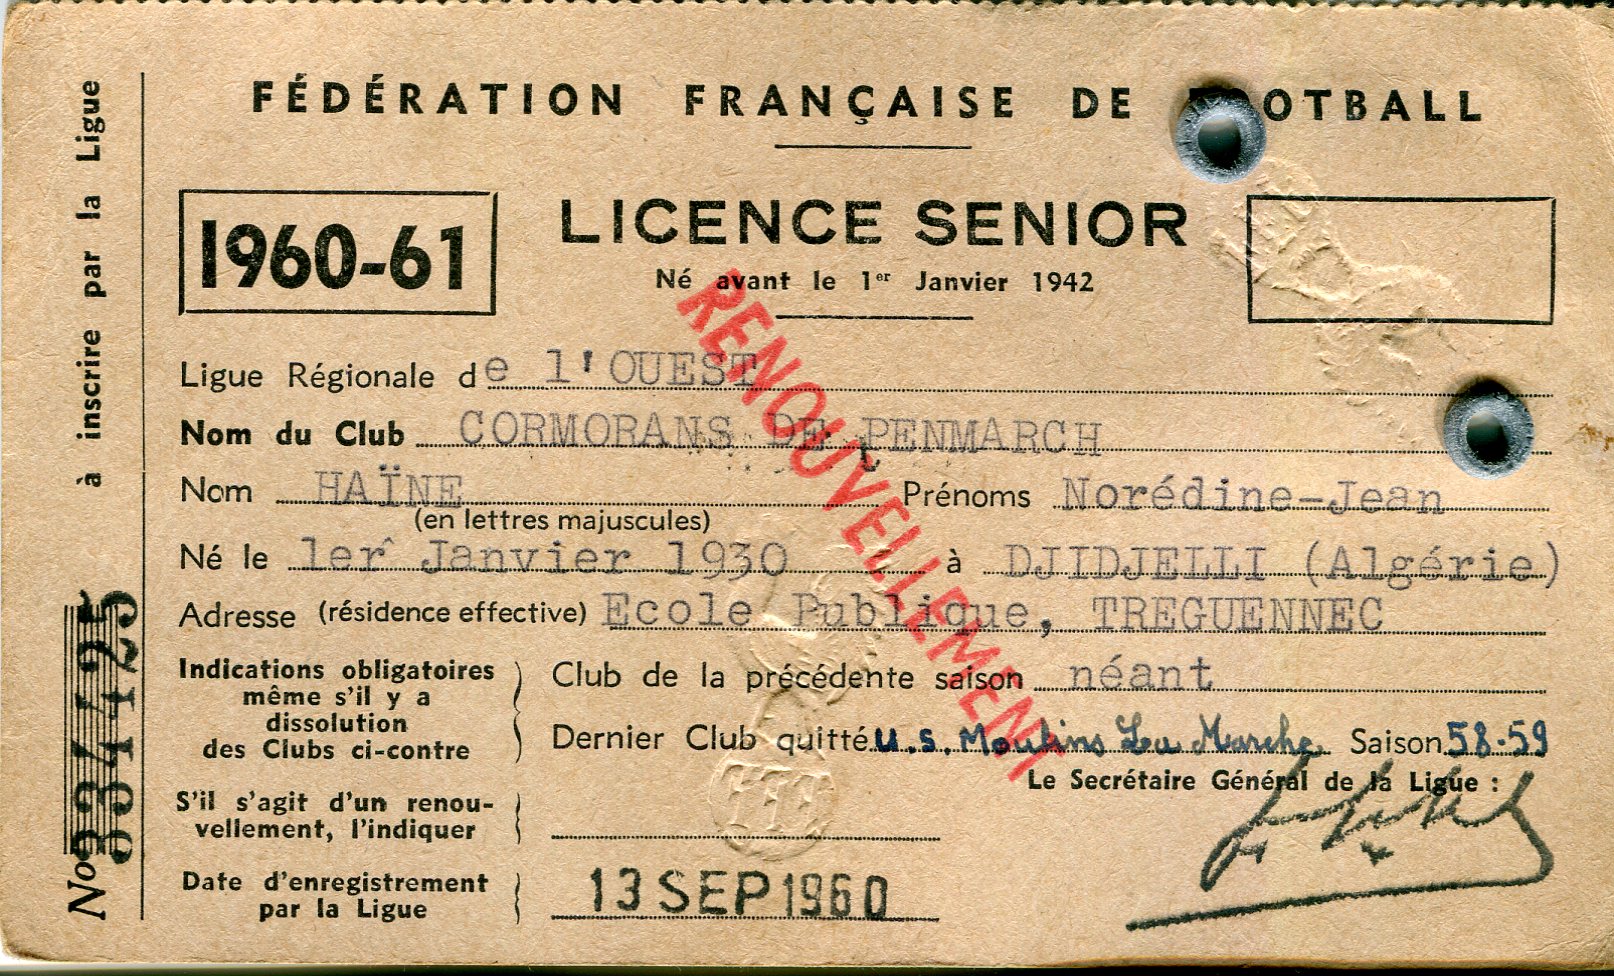 FÉDÉRATION FRANÇAISE DE FOOTBALL
1960-61
LICENCE SENIOR
Né avant le 1er Janvier 1942
RENOUVELLEMENT
Ligue Régionale de l'OUEST
Nom du Club CORMORANS DE PENMARCH
Nom HAÏNE Prénoms Norédine-Jean
(en lettres majuscules)
Né le 1er Janvier 1930 à DJIDJELLI (Algérie)
Adresse (résidence effective) Ecole Publique, TREGUENNEC
Indications obligatoires
même s'il y a
dissolution
des Clubs ci-contre
Club de la précédente saison néant
Dernier Club quitté U.S. Moulins La Marche Saison 58-59
Le Secrétaire Général de la Ligue :
S'il s'agit d'un renou-
vellement, l'indiquer
Date d'enregistrement
par la Ligue
13 SEP 1960
FFF
No 334425 à inscrire par la Ligue